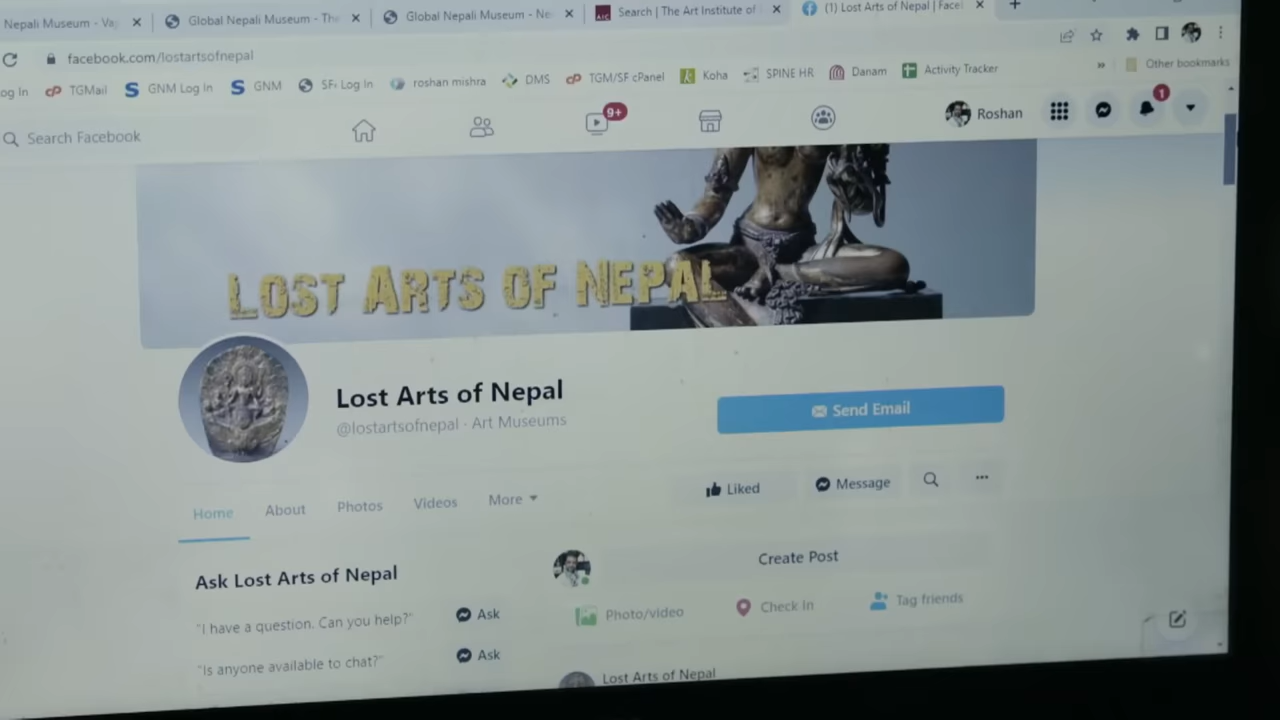 Nepali Museum - Va
Global Nepali Museum - The
Global Nepali Museum - Ne
AIC
Search | The Art Institute of
(1) Lost Arts of Nepal | Face
facebook.com/lostartsofnepal
og In
TGMail
GNM Log In
GNM
SF- Log In
roshan mishra
DMS
TGM/SF cPanel
Koha
SPINE HR
Danam
Activity Tracker
»
Other bookmarks
Search Facebook
9+
Roshan
1
LOST ARTS OF NEPAL
Lost Arts of Nepal
@lostartsofnepal · Art Museums
Send Email
Home
About
Photos
Videos
More
Liked
Message
Ask Lost Arts of Nepal
"I have a question. Can you help?"
Ask
"Is anyone available to chat?"
Ask
Create Post
Photo/video
Check In
Tag friends
Lost Arts of Nepal